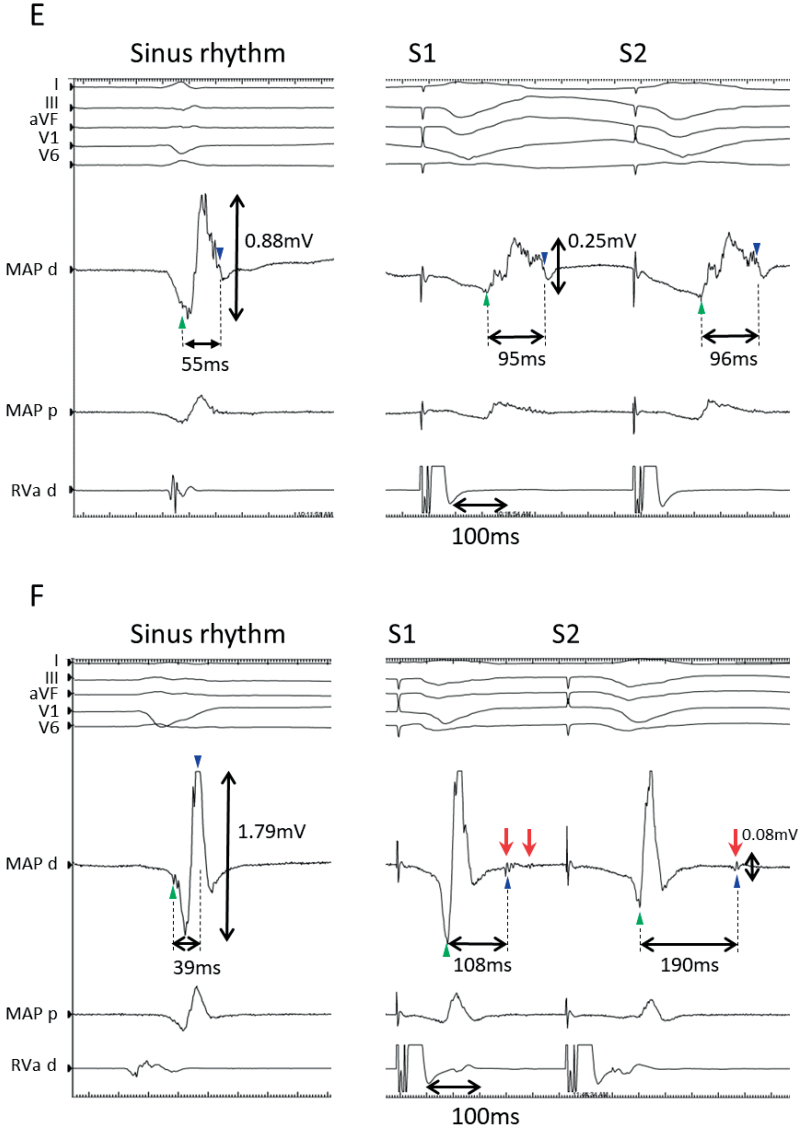 E
Sinus rhythm
S1
S2
I
III
aVF
V1
V6
0.88mV
0.25mV
MAP d
55ms
95ms
96ms
MAP p
RVa d
100ms
F
Sinus rhythm
S1
S2
I
III
aVF
V1
V6
1.79mV
0.08mV
MAP d
39ms
108ms
190ms
MAP p
RVa d
100ms